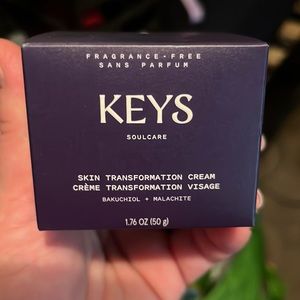 FRAGRANCE-FREE
SANS PARFUM
KEYS
SOULCARE
SKIN TRANSFORMATION CREAM
CRÈME TRANSFORMATION VISAGE
BAKUCHIOL + MALACHITE
1.76 OZ (50 g)